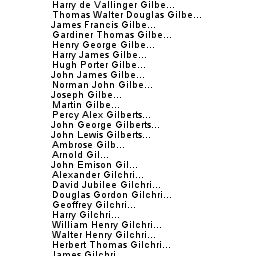 Harry de Vallinger Gilbe...
Thomas Walter Douglas Gilbe...
James Francis Gilbe...
Gardiner Thomas Gilbe...
Henry George Gilbe...
Harry James Gilbe...
Hugh Porter Gilbe...
John James Gilbe...
Norman John Gilbe...
Joseph Gilbe...
Martin Gilbe...
Percy Alex Gilberts...
John George Gilberts...
John Lewis Gilberts...
Ambrose Gilb...
Arnold Gil...
John Emison Gil...
Alexander Gilchri...
David Jubilee Gilchri...
Douglas Gordon Gilchri...
Geoffrey Gilchri...
Harry Gilchri...
William Henry Gilchri...
Walter Henry Gilchri...
Herbert Thomas Gilchri...
James Gilchri...